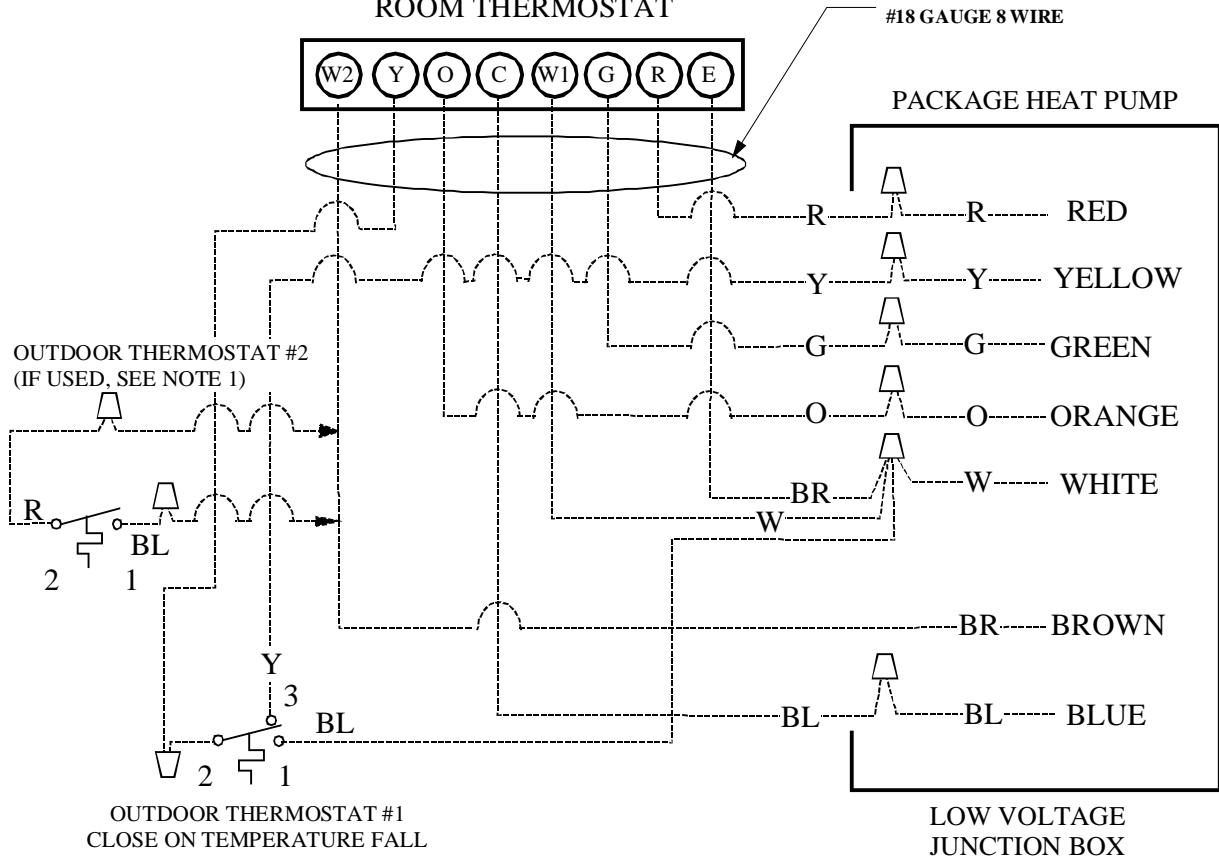 ROOM THERMOSTAT
#18 GAUGE 8 WIRE
W2 Y O C W1 G R E
PACKAGE HEAT PUMP
R R RED
Y Y YELLOW
G G GREEN
OUTDOOR THERMOSTAT #2
(IF USED, SEE NOTE 1)
O O ORANGE
BR W WHITE
W
R BL
2 1
BR BROWN
Y
3
BL
BL BL BLUE
2 1
OUTDOOR THERMOSTAT #1
CLOSE ON TEMPERATURE FALL
LOW VOLTAGE
JUNCTION BOX